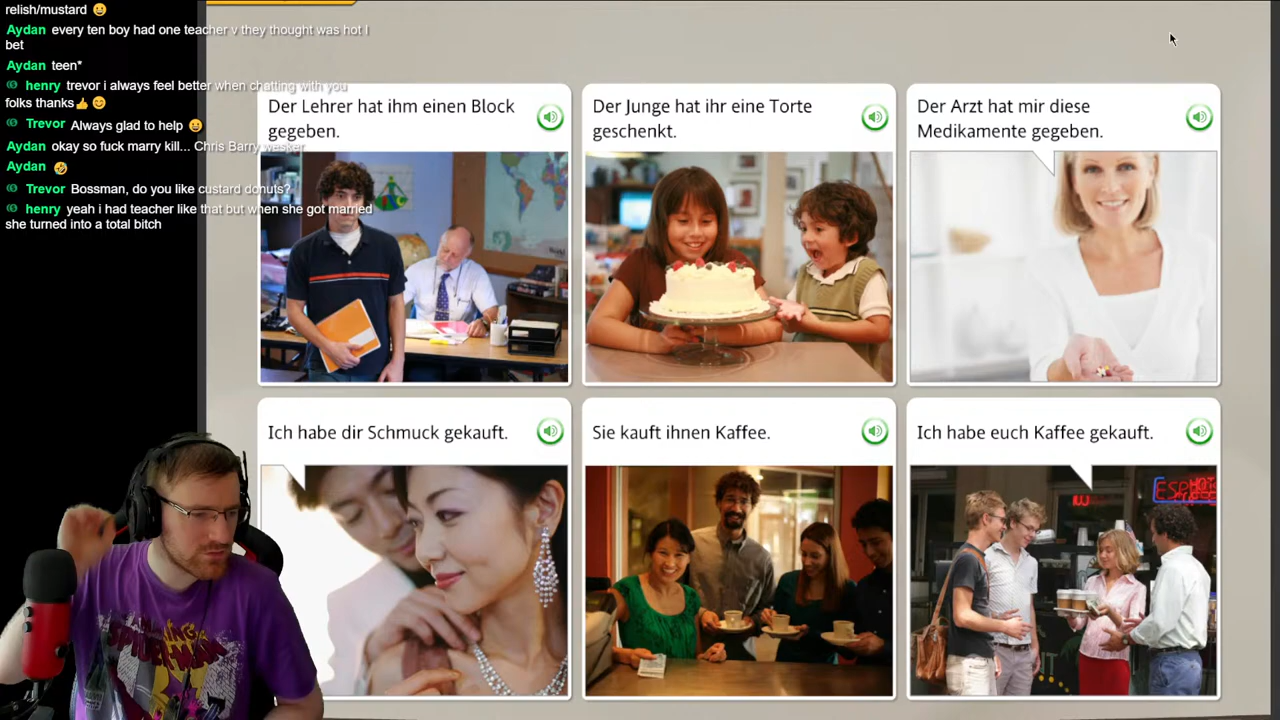 relish/mustard 😀
Aydan every ten boy had one teacher v they thought was hot I
bet
Aydan teen*
henry trevor i always feel better when chatting with you
folks thanks👍😊
Trevor Always glad to help 😀
Aydan okay so fuck marry kill... Chris Barry wesker
Aydan 🤣
Trevor Bossman, do you like custard donuts?
henry yeah i had teacher like that but when she got married
she turned into a total bitch
Der Lehrer hat ihm einen Block
gegeben.
Der Junge hat ihr eine Torte
geschenkt.
Der Arzt hat mir diese
Medikamente gegeben.
Ich habe dir Schmuck gekauft.
Sie kauft ihnen Kaffee.
Ich habe euch Kaffee gekauft.